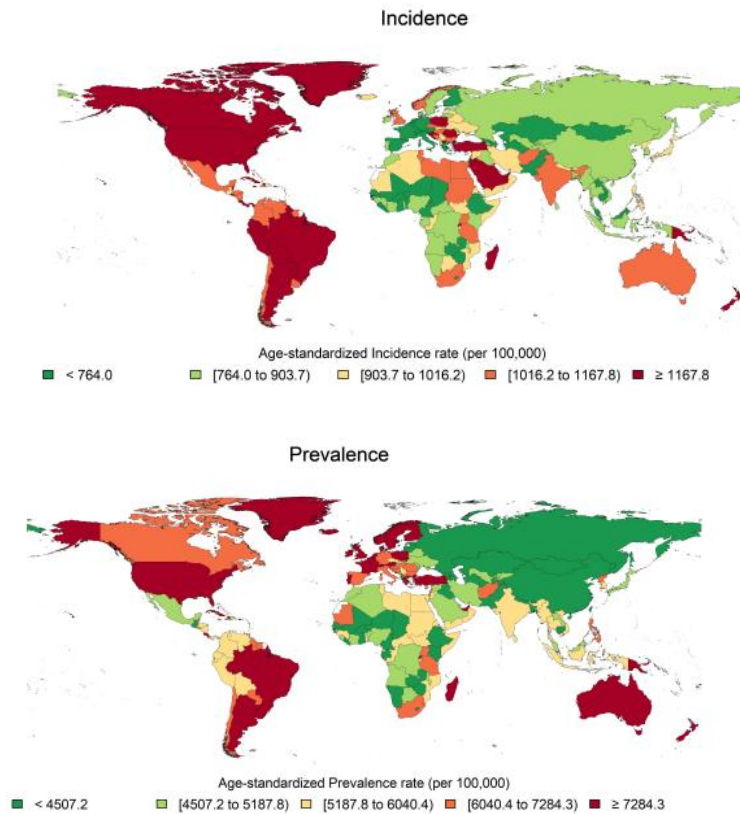 Incidence
Age-standardized Incidence rate (per 100,000)
< 764.0 [764.0 to 903.7) [903.7 to 1016.2) [1016.2 to 1167.8) ≥ 1167.8
Prevalence
Age-standardized Prevalence rate (per 100,000)
< 4507.2 [4507.2 to 5187.8) [5187.8 to 6040.4) [6040.4 to 7284.3) ≥ 7284.3